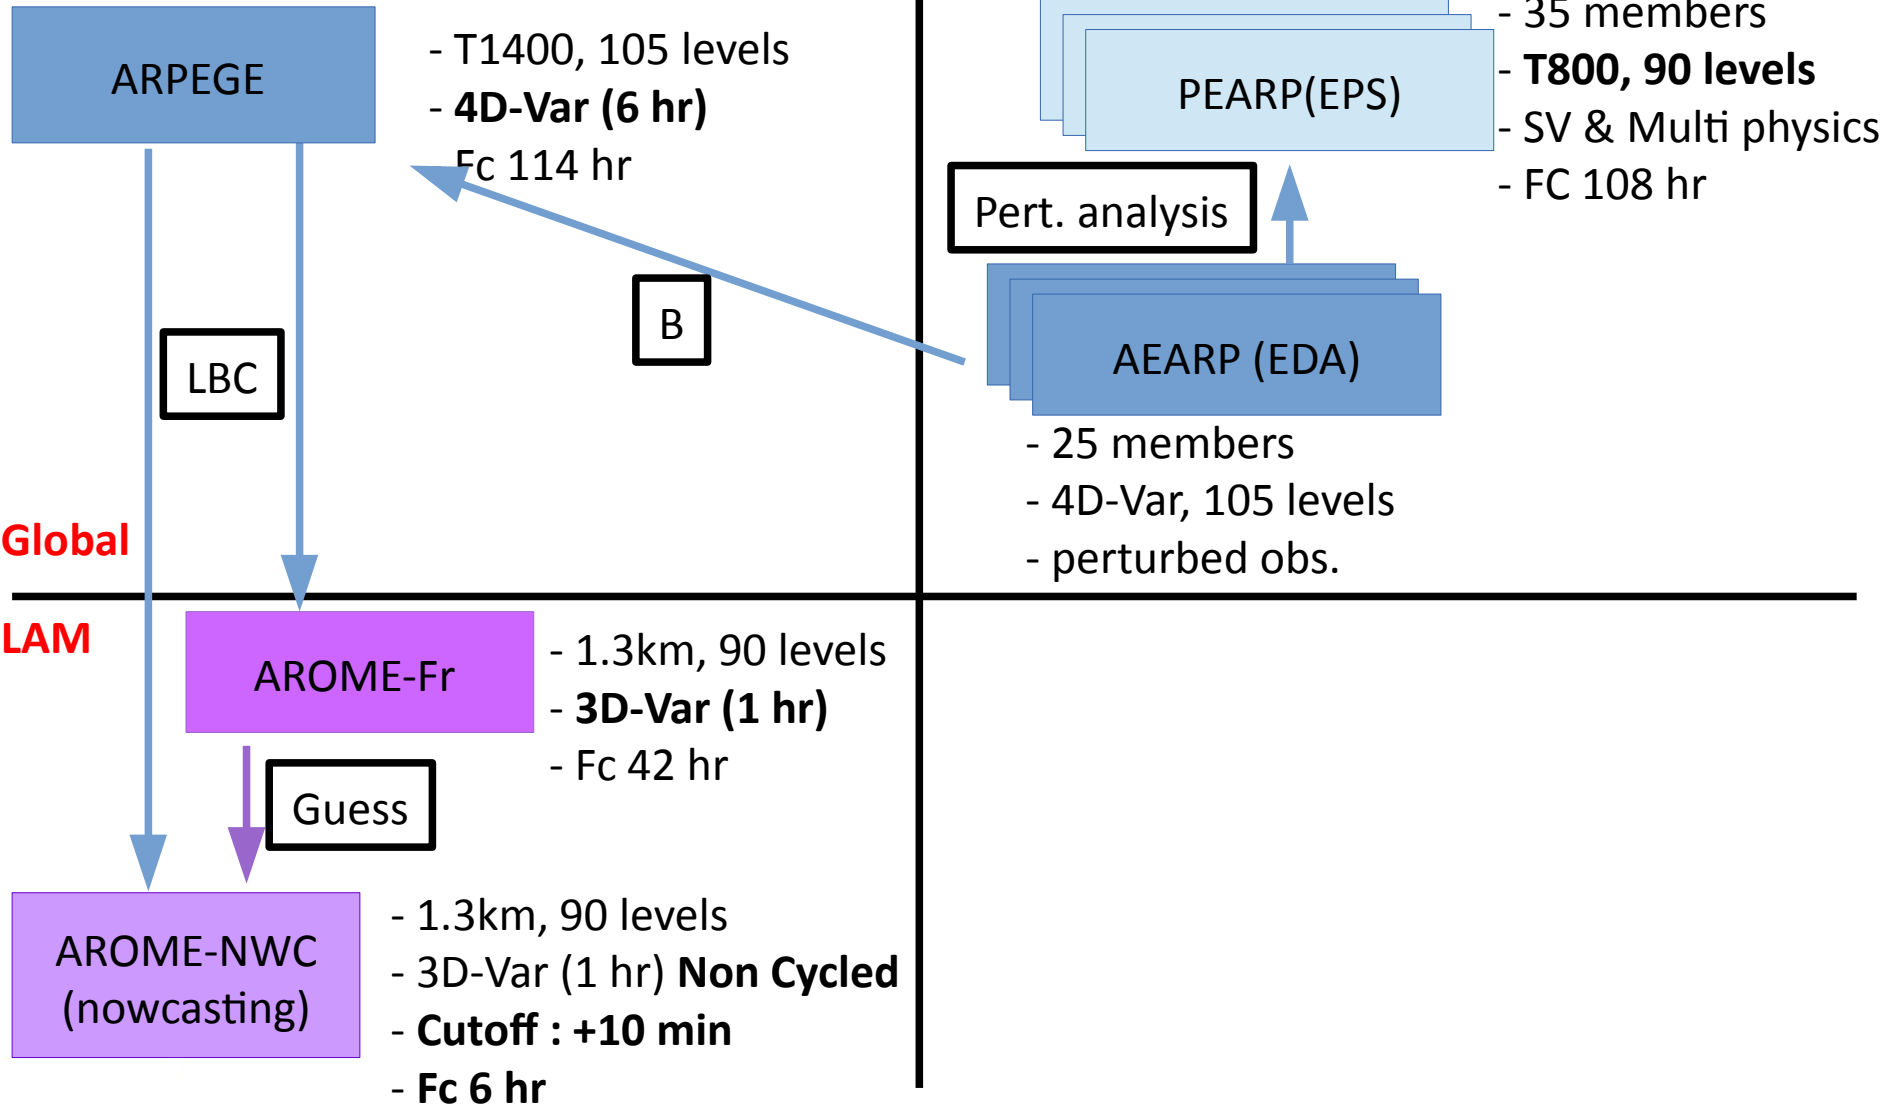 ARPEGE
- T1400, 105 levels
- 4D-Var (6 hr)
- Fc 114 hr
- 35 members
- T800, 90 levels
- SV & Multi physics
- FC 108 hr
PEARP(EPS)
Pert. analysis
B
LBC
AEARP (EDA)
- 25 members
- 4D-Var, 105 levels
- perturbed obs.
Global
LAM
AROME-Fr
- 1.3km, 90 levels
- 3D-Var (1 hr)
- Fc 42 hr
Guess
AROME-NWC
(nowcasting)
- 1.3km, 90 levels
- 3D-Var (1 hr) Non Cycled
- Cutoff : +10 min
- Fc 6 hr